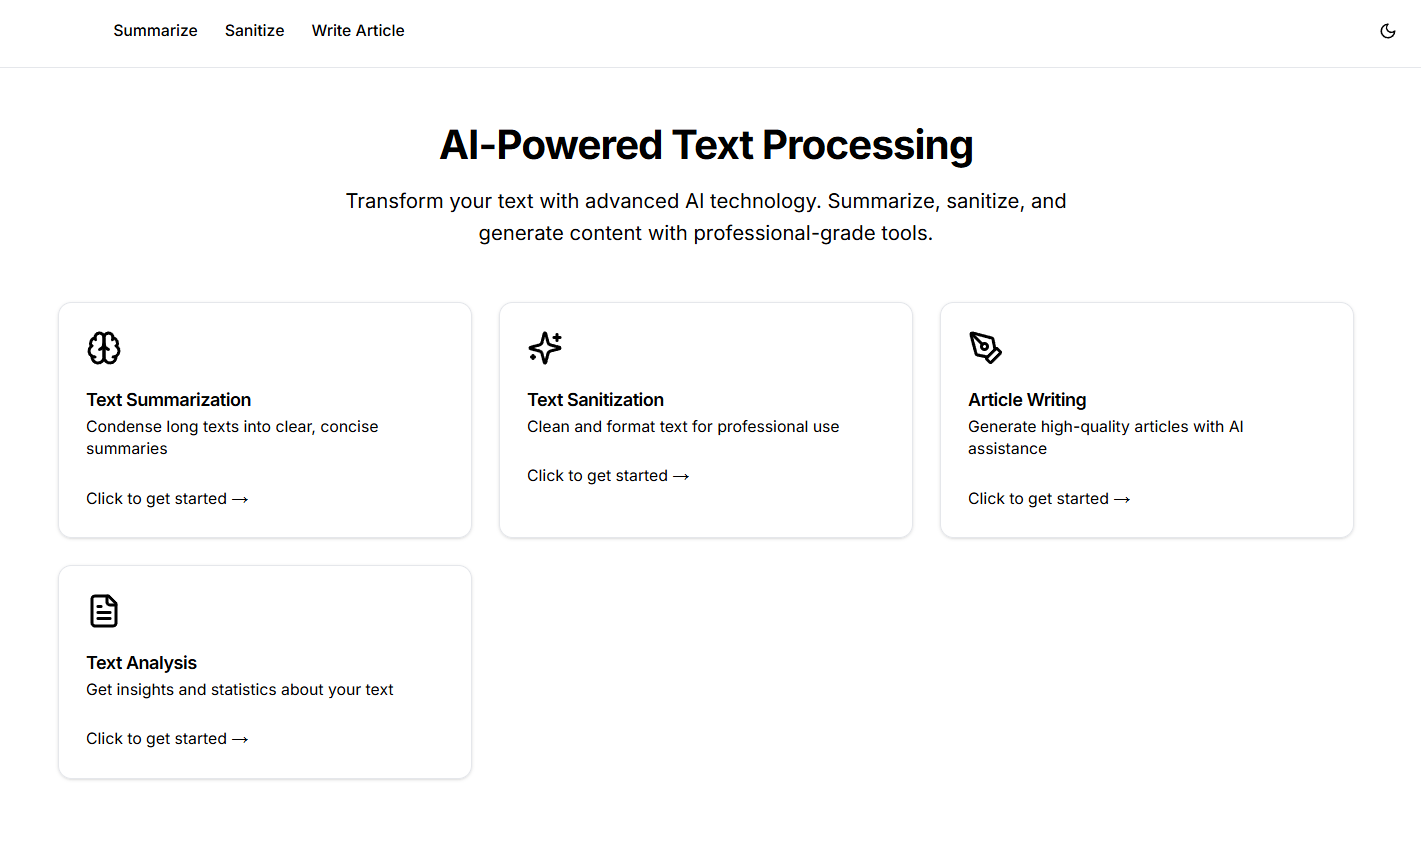 Summarize Sanitize Write Article
AI-Powered Text Processing
Transform your text with advanced AI technology. Summarize, sanitize, and
generate content with professional-grade tools.
Text Summarization
Condense long texts into clear, concise
summaries
Click to get started →
Text Sanitization
Clean and format text for professional use
Click to get started →
Article Writing
Generate high-quality articles with AI
assistance
Click to get started →
Text Analysis
Get insights and statistics about your text
Click to get started →